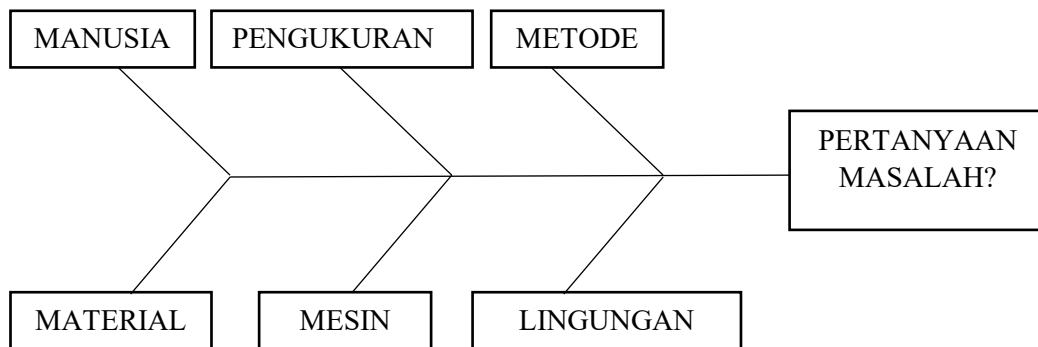 MANUSIA
PENGUKURAN
METODE
PERTANYAAN
MASALAH?
MATERIAL
MESIN
LINGUNGAN